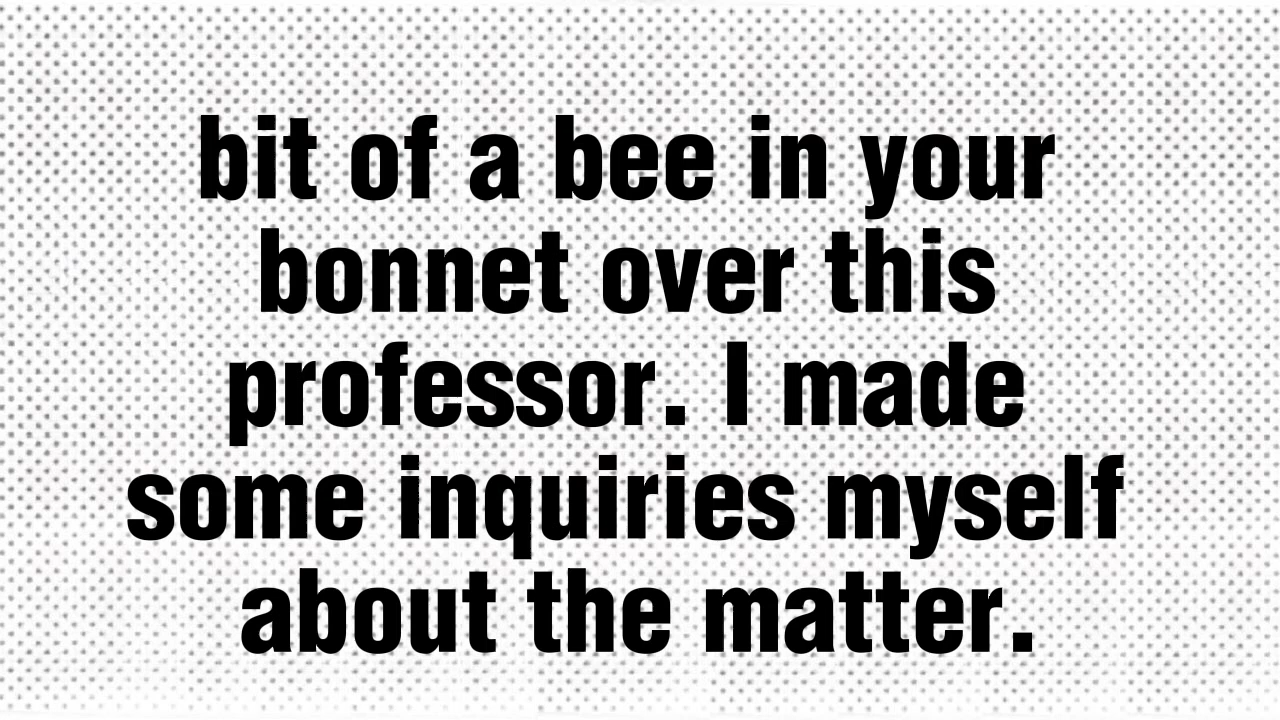 bit of a bee in your
bonnet over this
professor. I made
some inquiries myself
about the matter.